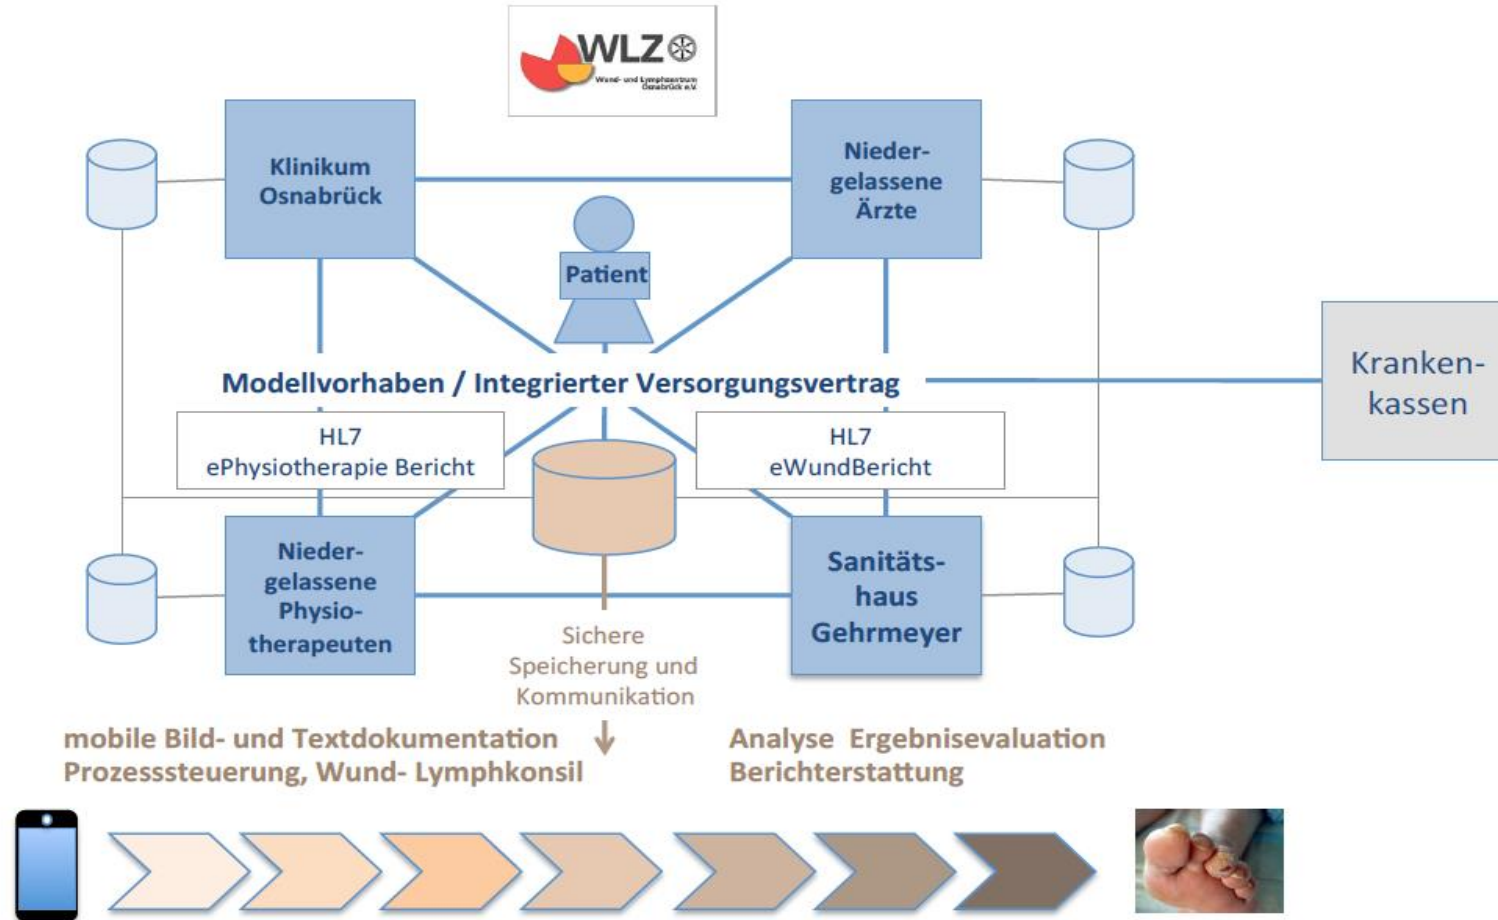 WLZ
Wund- und Lymphzentrum
Osnabrück e.V.
Klinikum
Osnabrück
Nieder-
gelassene
Ärzte
Patient
Modellvorhaben / Integrierter Versorgungsvertrag
Kranken-
kassen
HL7
ePhysiotherapie Bericht
HL7
eWundBericht
Nieder-
gelassene
Physio-
therapeuten
Sanitäts-
haus
Gehrmeyer
Sichere
Speicherung und
Kommunikation
mobile Bild- und Textdokumentation
Prozesssteuerung, Wund- Lymphkonsil
Analyse Ergebnisevaluation
Berichterstattung